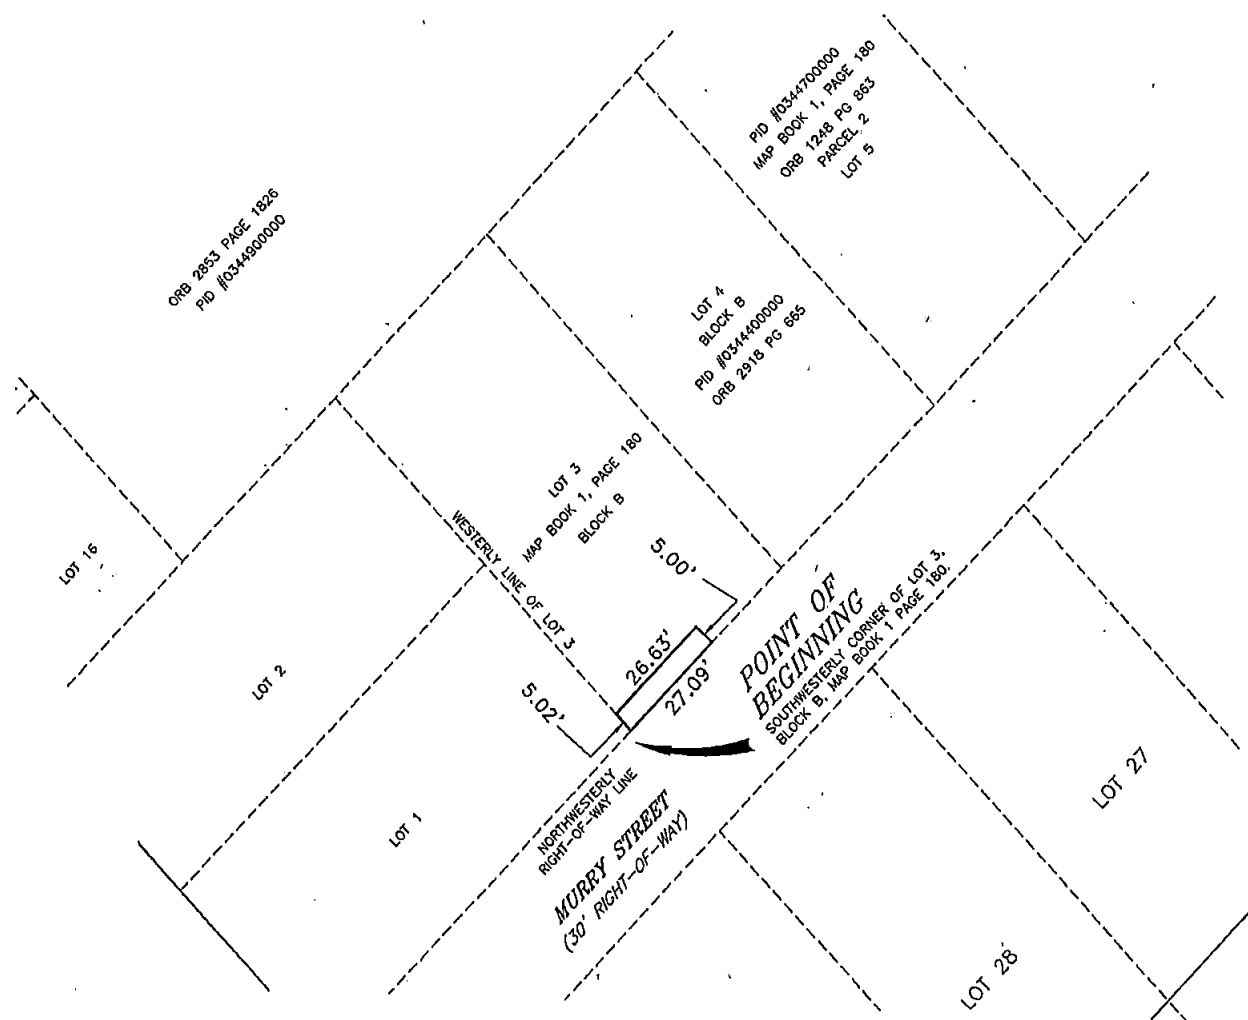 PID #0344700000
MAP BOOK 1, PAGE 180
ORB 1248 PG 863
PARCEL 2
LOT 5
ORB 2853 PAGE 1826
PID #0344900000
LOT 4
BLOCK B
PID #0344400000
ORB 2918 PG 665
LOT 3
MAP BOOK 1, PAGE 180
BLOCK B
LOT 16
WESTERLY LINE OF LOT 3
5.00'
26.63'
27.09'
5.02'
LOT 2
LOT 1
POINT OF
BEGINNING
SOUTHWESTERLY CORNER OF LOT 3,
BLOCK B, MAP BOOK 1 PAGE 180.
NORTHWESTERLY
RIGHT-OF-WAY LINE
MURRY STREET
(30' RIGHT-OF-WAY)
LOT 27
LOT 28